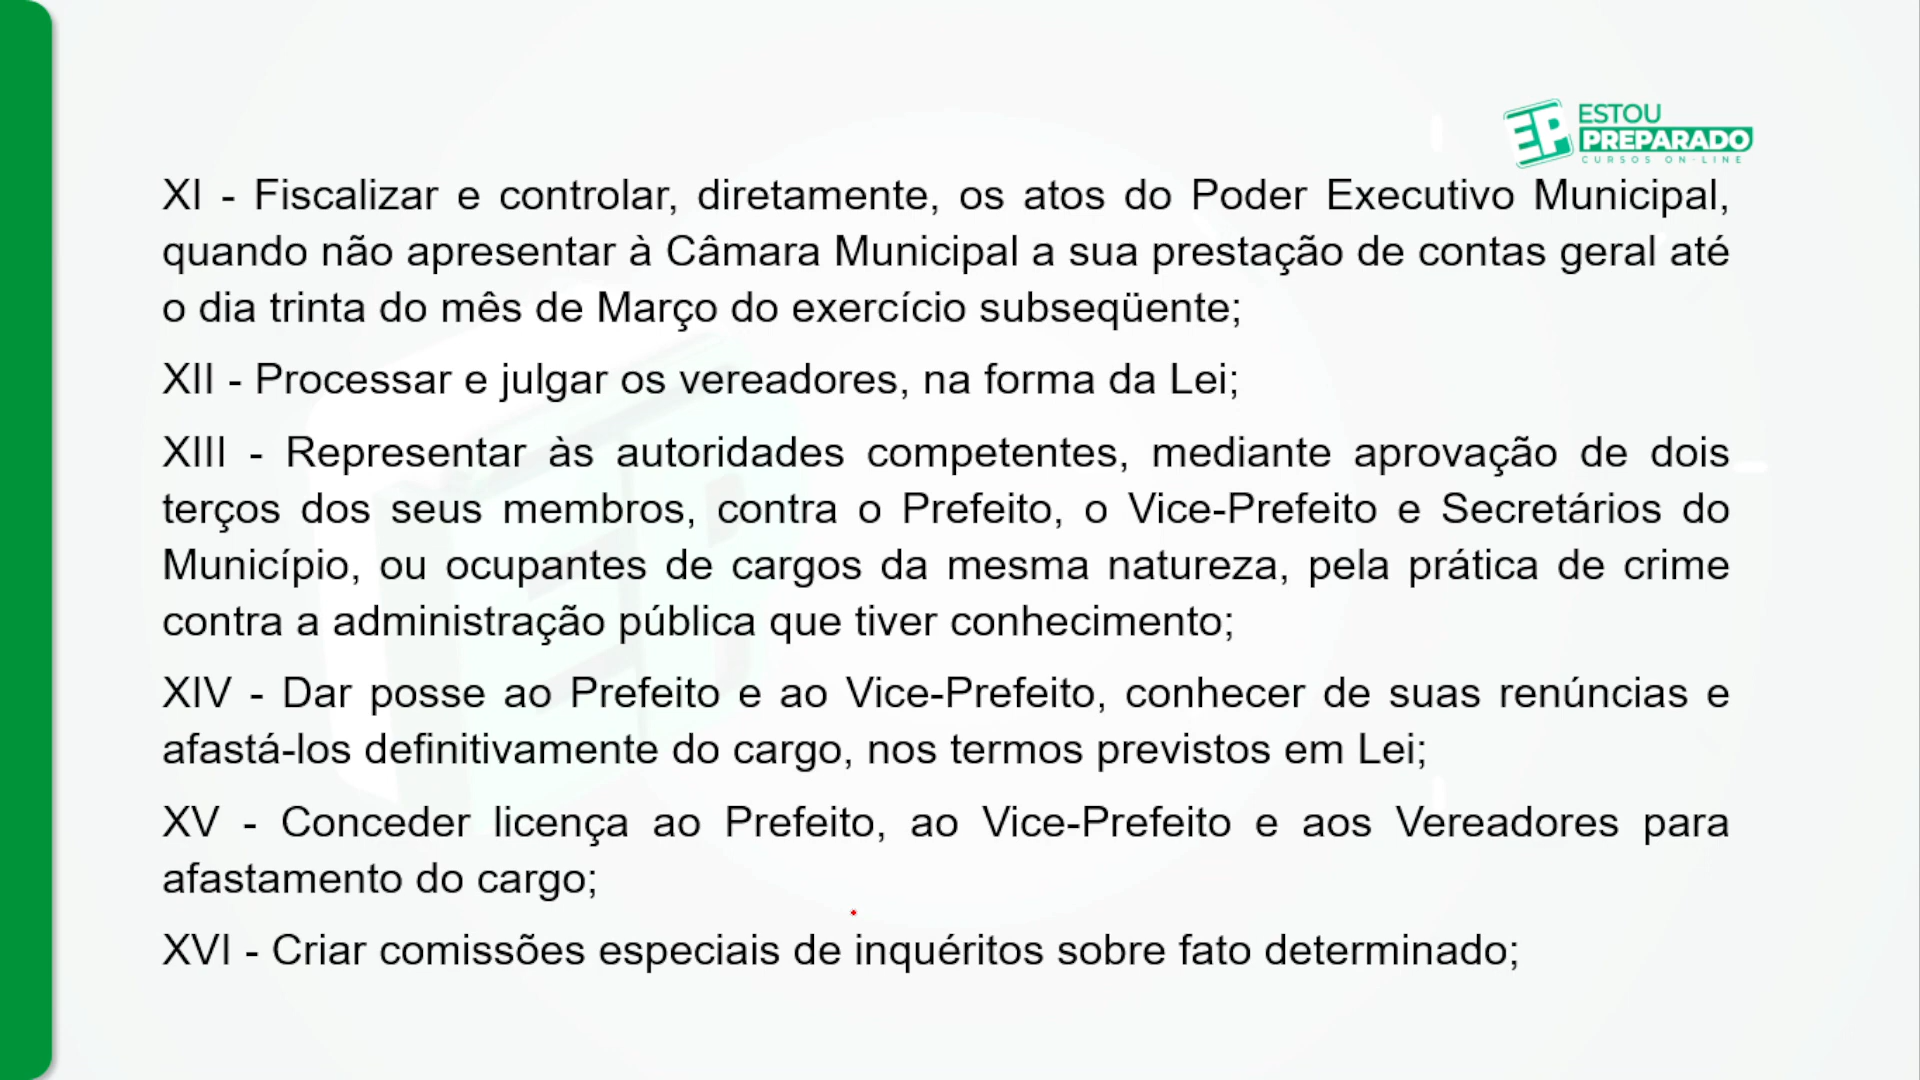 ESTOU
EP PREPARADO
CURSOS ON-LINE
XI - Fiscalizar e controlar, diretamente, os atos do Poder Executivo Municipal,
quando não apresentar à Câmara Municipal a sua prestação de contas geral até
o dia trinta do mês de Março do exercício subseqüente;
XII - Processar e julgar os vereadores, na forma da Lei;
XIII - Representar às autoridades competentes, mediante aprovação de dois
terços dos seus membros, contra o Prefeito, o Vice-Prefeito e Secretários do
Município, ou ocupantes de cargos da mesma natureza, pela prática de crime
contra a administração pública que tiver conhecimento;
XIV - Dar posse ao Prefeito e ao Vice-Prefeito, conhecer de suas renúncias e
afastá-los definitivamente do cargo, nos termos previstos em Lei;
XV - Conceder licença ao Prefeito, ao Vice-Prefeito e aos Vereadores para
afastamento do cargo;
XVI - Criar comissões especiais de inquéritos sobre fato determinado;